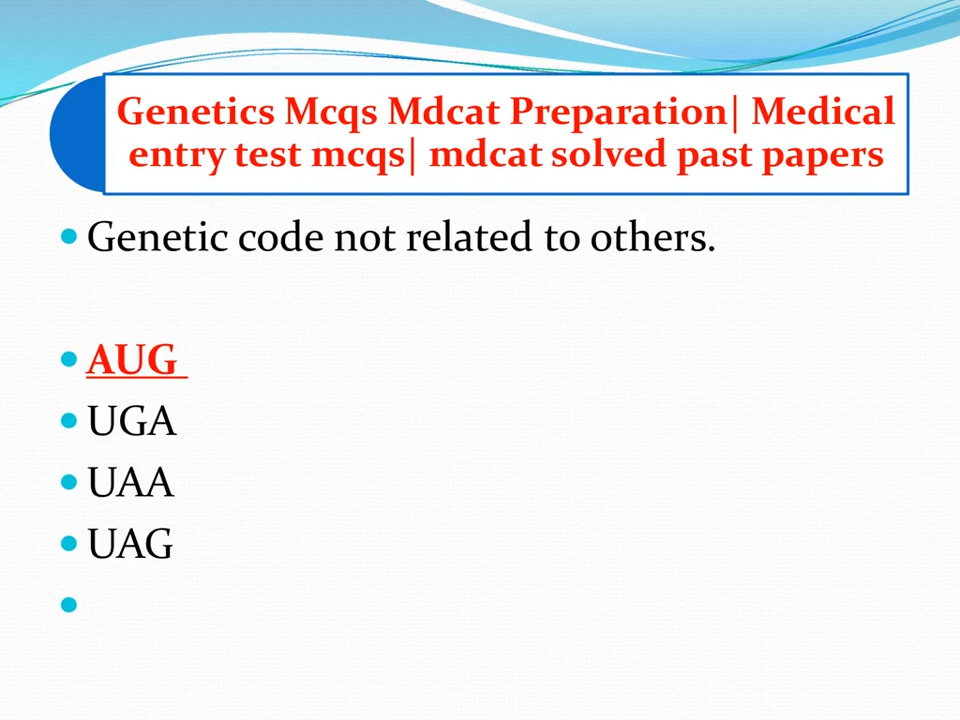 Genetics Mcqs Mdcat Preparation| Medical
entry test mcqs| mdcat solved past papers
• Genetic code not related to others.
• AUG
• UGA
• UAA
• UAG
•